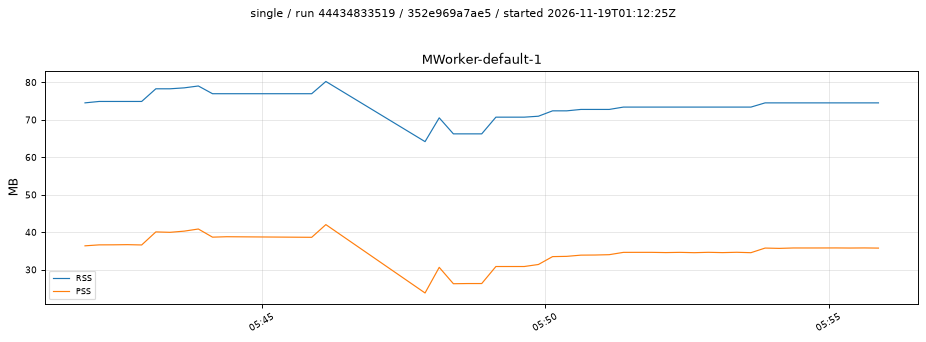 single / run 44434833519 / 352e969a7ae5 / started 2026-11-19T01:12:25Z
MWorker-default-1
80
70
60
50
40
30
MB
RSS
PSS
05:45
05:50
05:55